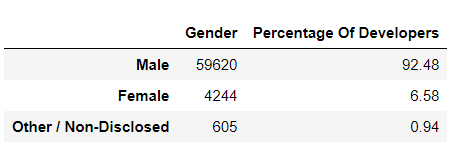 Gender Percentage Of Developers
Male 59620 92.48
Female 4244 6.58
Other / Non-Disclosed 605 0.94